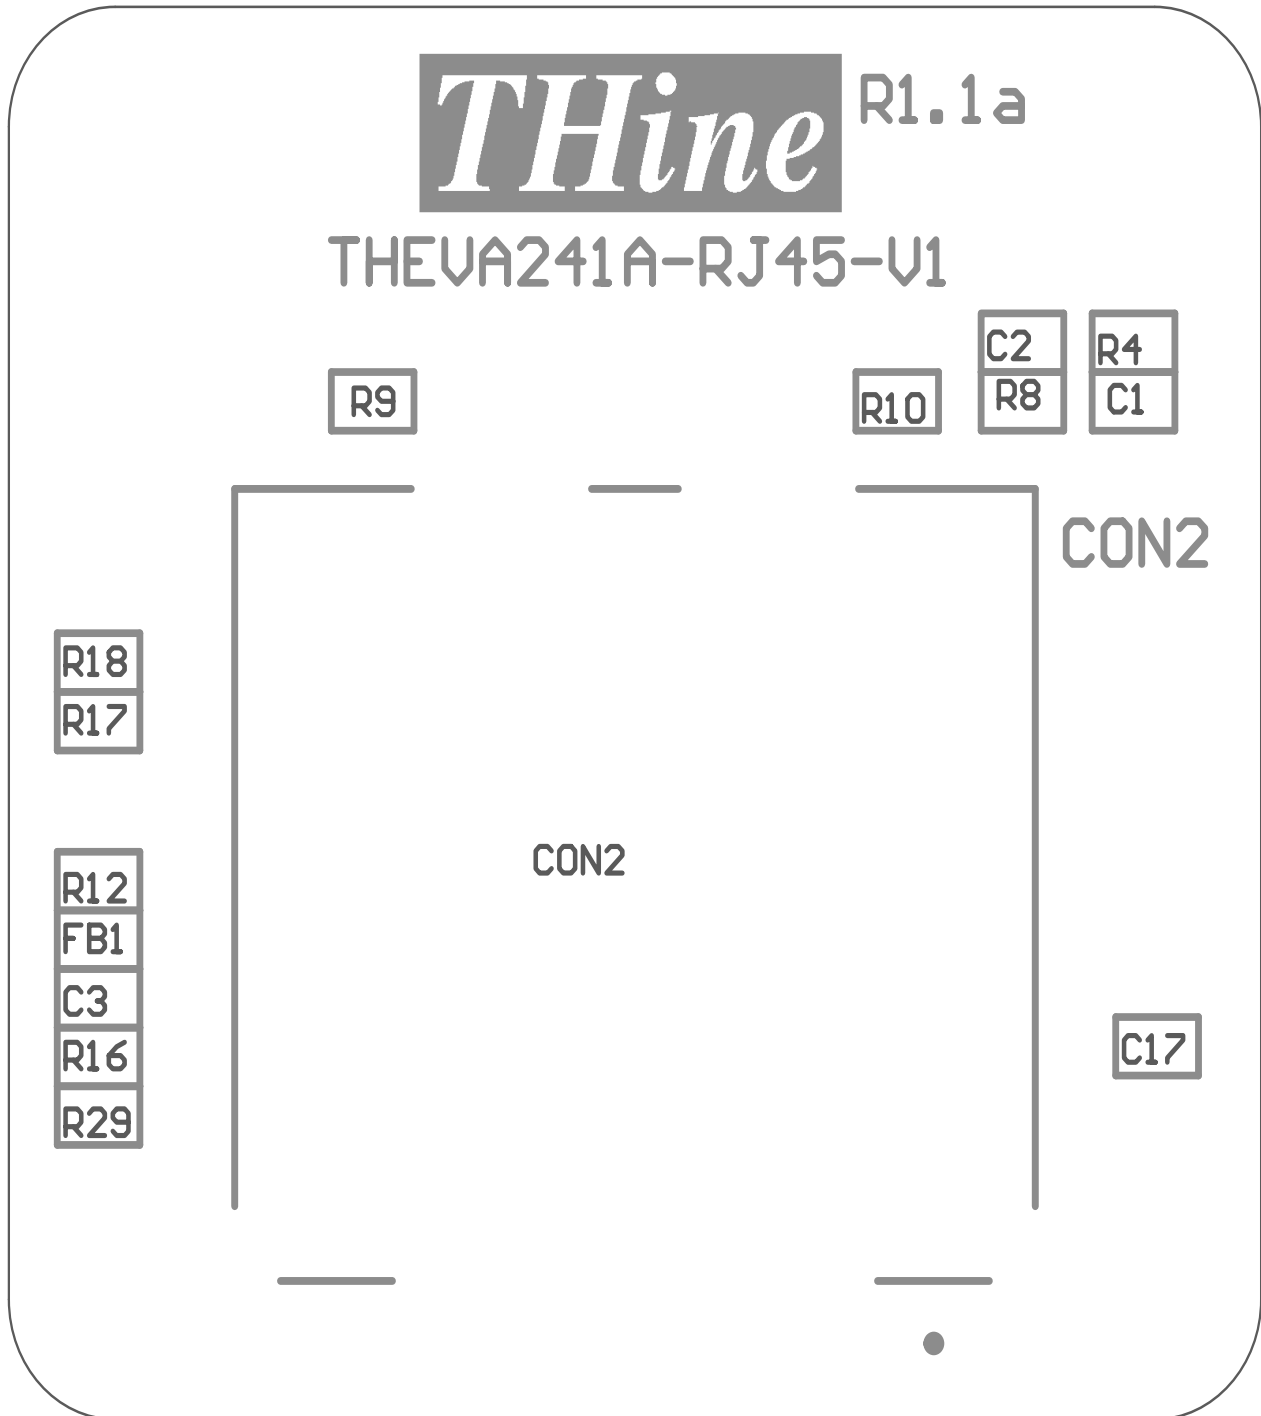 THine R1.1a
THEVA241A-RJ45-V1
C2 R4
R9 R10 R8 C1
CON2
R18
R17
CON2
R12
FB1
C3
R16 C17
R29